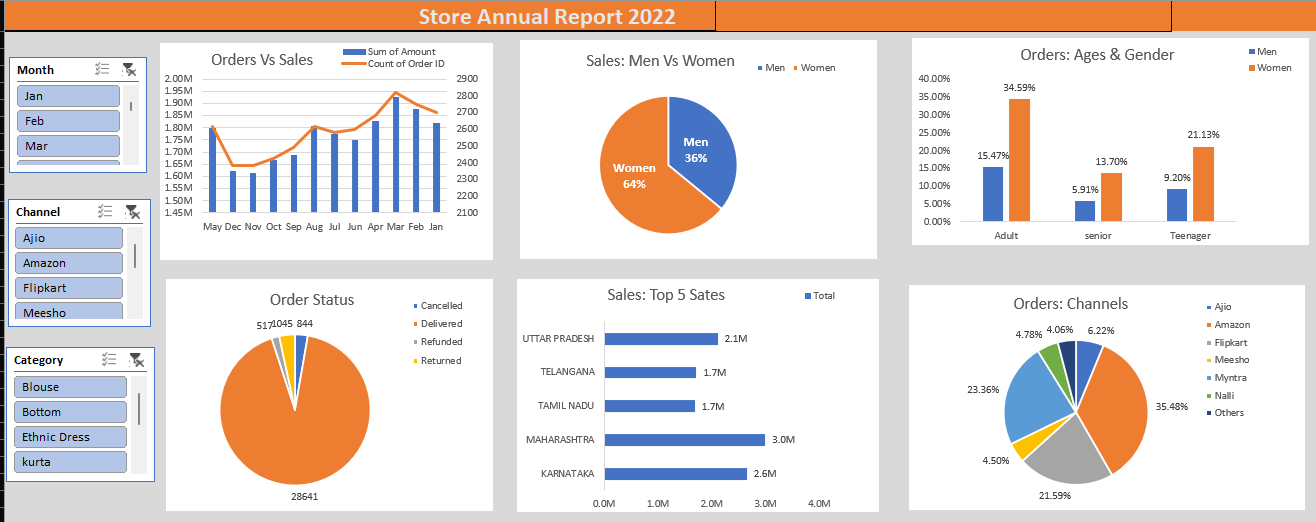 Store Annual Report 2022
Month
Jan
Feb
Mar
Channel
Ajio
Amazon
Flipkart
Meesho
Category
Blouse
Bottom
Ethnic Dress
kurta
Orders Vs Sales
Sum of Amount
Count of Order ID
2.00M
1.95M
1.90M
1.85M
1.80M
1.75M
1.70M
1.65M
1.60M
1.55M
1.50M
1.45M
2900
2800
2700
2600
2500
2400
2300
2200
2100
May Dec Nov Oct Sep Aug Jul Jun Apr Mar Feb Jan
Sales: Men Vs Women
Men Women
Men
36%
Women
64%
Orders: Ages & Gender
Men
Women
40.00%
35.00%
30.00%
25.00%
20.00%
15.00%
10.00%
5.00%
0.00%
15.47%
34.59%
5.91%
13.70%
9.20%
21.13%
Adult senior Teenager
Order Status
Cancelled
Delivered
Refunded
Returned
517
1045
844
28641
Sales: Top 5 Sates
Total
UTTAR PRADESH 2.1M
TELANGANA 1.7M
TAMIL NADU 1.7M
MAHARASHTRA 3.0M
KARNATAKA 2.6M
0.0M 1.0M 2.0M 3.0M 4.0M
Orders: Channels
Ajio
Amazon
Flipkart
Meesho
Myntra
Nalli
Others
4.78% 4.06% 6.22%
23.36%
35.48%
4.50%
21.59%